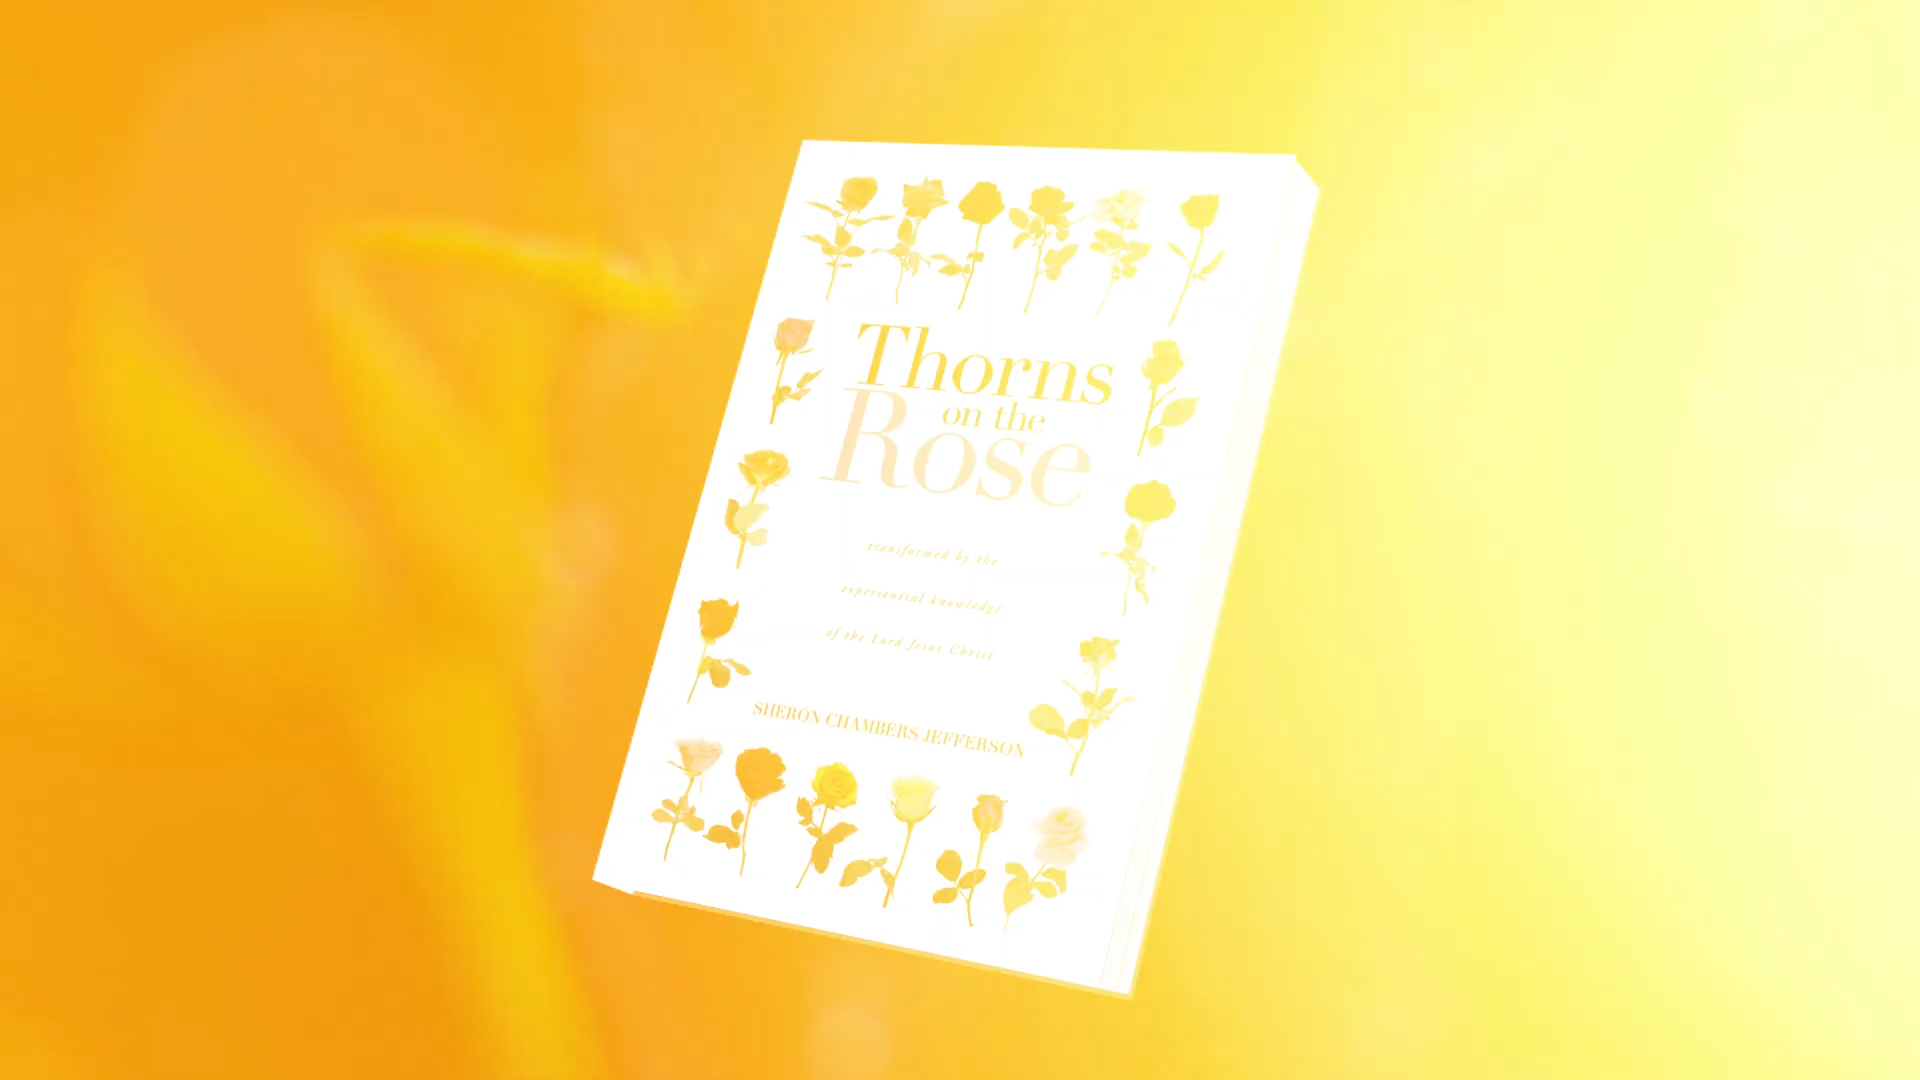 Thorns
on the
Rose
transformed by the
experiential knowledge
of the Lord Jesus Christ
SHERON CHAMBERS JEFFERSON